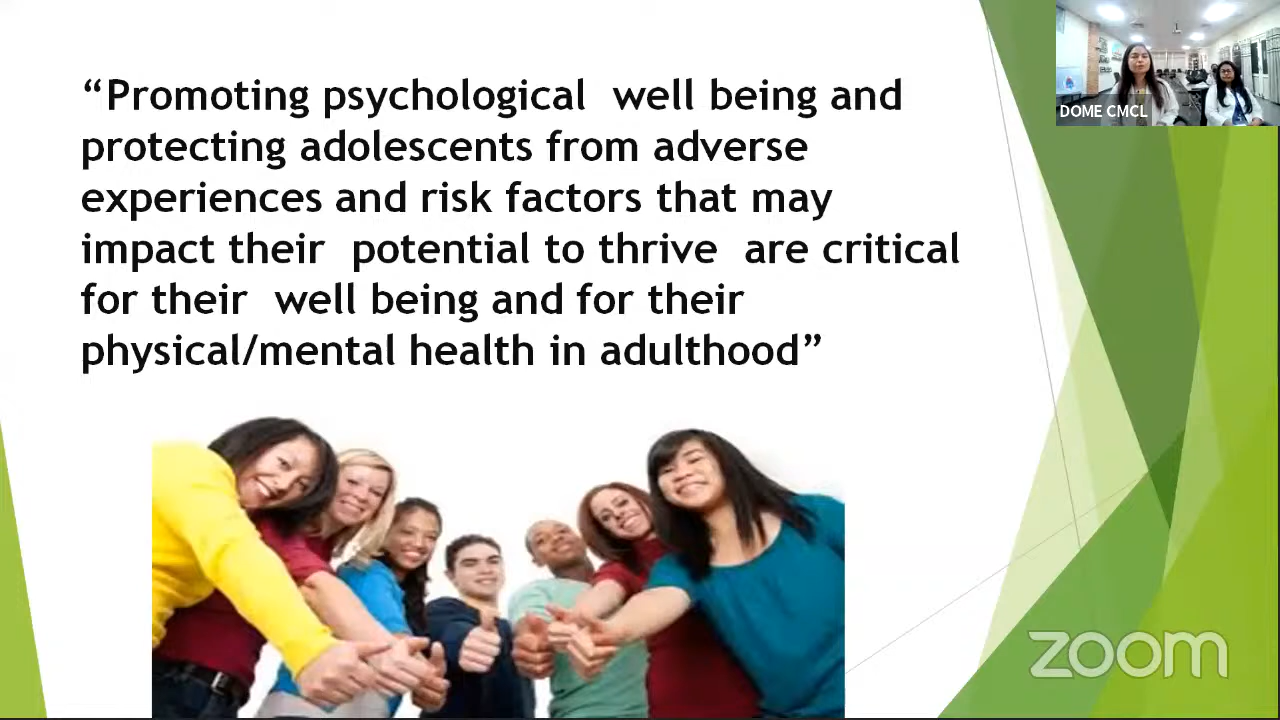 “Promoting psychological  well being and
protecting adolescents from adverse
experiences and risk factors that may
impact their  potential to thrive  are critical
for their  well being and for their
physical/mental health in adulthood”
DOME CMCL
zoom